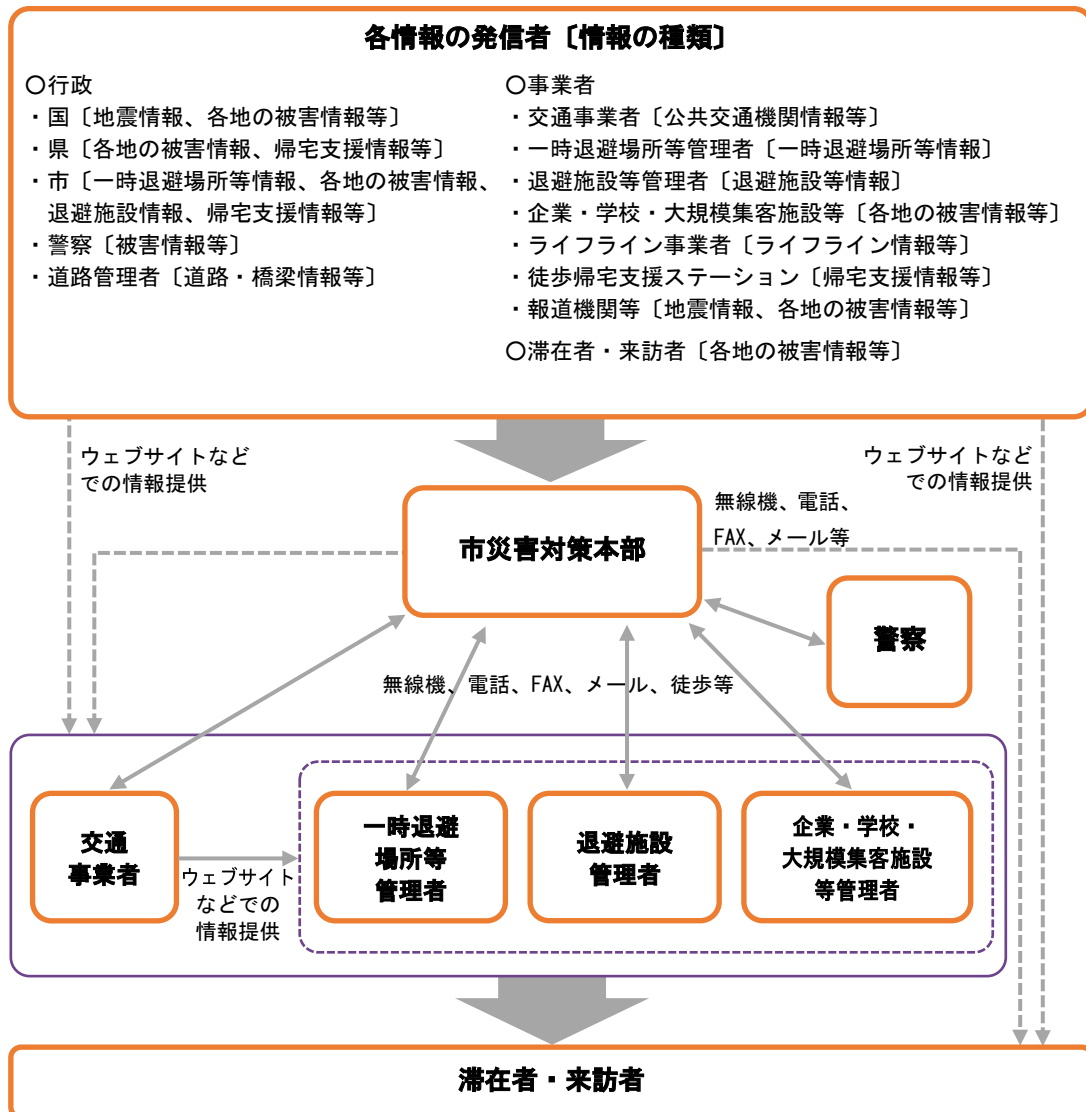 各情報の発信者〔情報の種類〕
〇行政
・国〔地震情報、各地の被害情報等〕
・県〔各地の被害情報、帰宅支援情報等〕
・市〔一時退避場所等情報、各地の被害情報、
退避施設情報、帰宅支援情報等〕
・警察〔被害情報等〕
・道路管理者〔道路・橋梁情報等〕
〇事業者
・交通事業者〔公共交通機関情報等〕
・一時退避場所等管理者〔一時退避場所等情報〕
・退避施設等管理者〔退避施設等情報〕
・企業・学校・大規模集客施設等〔各地の被害情報等〕
・ライフライン事業者〔ライフライン情報等〕
・徒歩帰宅支援ステーション〔帰宅支援情報等〕
・報道機関等〔地震情報、各地の被害情報等〕
〇滞在者・来訪者〔各地の被害情報等〕
ウェブサイトなど
での情報提供
ウェブサイトなど
での情報提供
市災害対策本部
無線機、電話、
FAX、メール等
警察
無線機、電話、FAX、メール、徒歩等
交通
事業者
ウェブサイト
などでの
情報提供
一時退避
場所等
管理者
退避施設
管理者
企業・学校・
大規模集客施設
等管理者
滞在者・来訪者